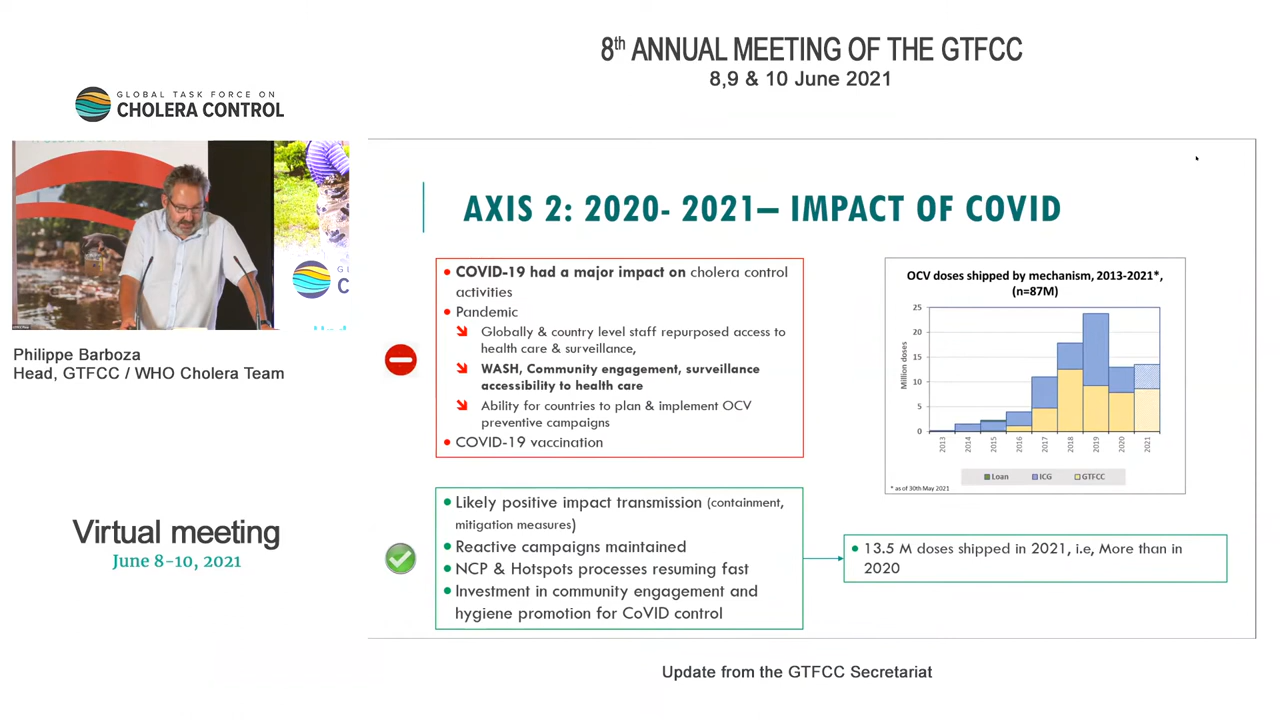 8th ANNUAL MEETING OF THE GTFCC
8,9 & 10 June 2021
GLOBAL TASK FORCE ON
CHOLERA CONTROL
Philippe Barboza
Head, GTFCC / WHO Cholera Team
Virtual meeting
June 8-10, 2021
AXIS 2: 2020- 2021– IMPACT OF COVID
• COVID-19 had a major impact on cholera control
activities
• Pandemic
Globally & country level staff repurposed access to
health care & surveillance,
WASH, Community engagement, surveillance
accessibility to health care
Ability for countries to plan & implement OCV
preventive campaigns
• COVID-19 vaccination
• Likely positive impact transmission (containment,
mitigation measures)
• Reactive campaigns maintained
• NCP & Hotspots processes resuming fast
• Investment in community engagement and
hygiene promotion for CoVID control
OCV doses shipped by mechanism, 2013-2021*,
(n=87M)
Million doses
25
20
15
10
5
0
2013
2014
2015
2016
2017
2018
2019
2020
2021
Loan
ICG
GTFCC
* as of 30th May 2021
• 13.5 M doses shipped in 2021, i.e, More than in
2020
Update from the GTFCC Secretariat